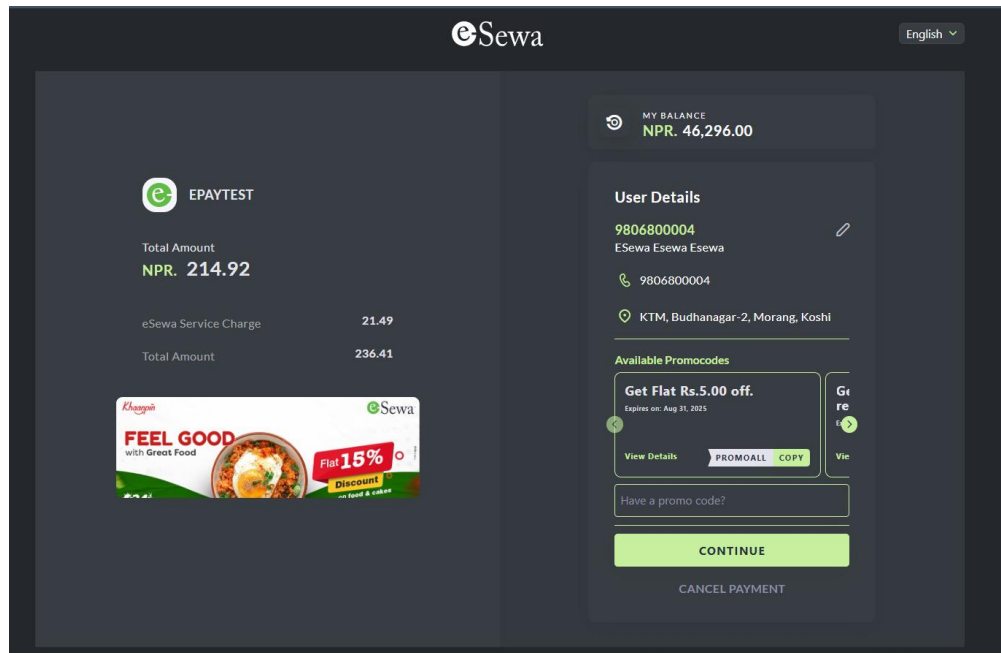 eSewa
English
EPAYTEST
Total Amount
NPR. 214.92
eSewa Service Charge 21.49
Total Amount 236.41
Khaanpin
eSewa
FEEL GOOD
with Great Food
Flat 15%
Discount
on food & cakes
MY BALANCE
NPR. 46,296.00
User Details
9806800004
ESewa Esewa Esewa
9806800004
KTM, Budhanagar-2, Morang, Koshi
Available Promocodes
Get Flat Rs.5.00 off.
Expires on: Aug 31, 2025
View Details PROMOALL COPY
Have a promo code?
CONTINUE
CANCEL PAYMENT